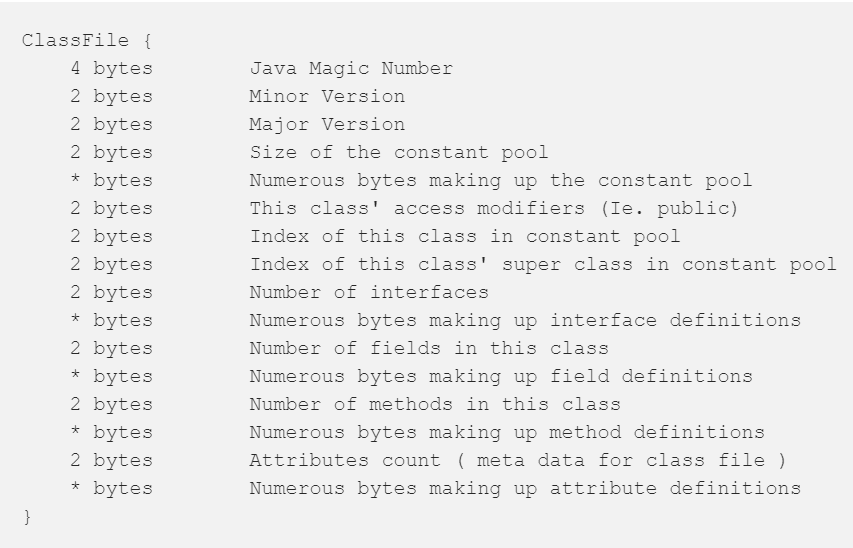 ClassFile {
    4 bytes        Java Magic Number
    2 bytes        Minor Version
    2 bytes        Major Version
    2 bytes        Size of the constant pool
    * bytes        Numerous bytes making up the constant pool
    2 bytes        This class' access modifiers (Ie. public)
    2 bytes        Index of this class in constant pool
    2 bytes        Index of this class' super class in constant pool
    2 bytes        Number of interfaces
    * bytes        Numerous bytes making up interface definitions
    2 bytes        Number of fields in this class
    * bytes        Numerous bytes making up field definitions
    2 bytes        Number of methods in this class
    * bytes        Numerous bytes making up method definitions
    2 bytes        Attributes count ( meta data for class file )
    * bytes        Numerous bytes making up attribute definitions
}